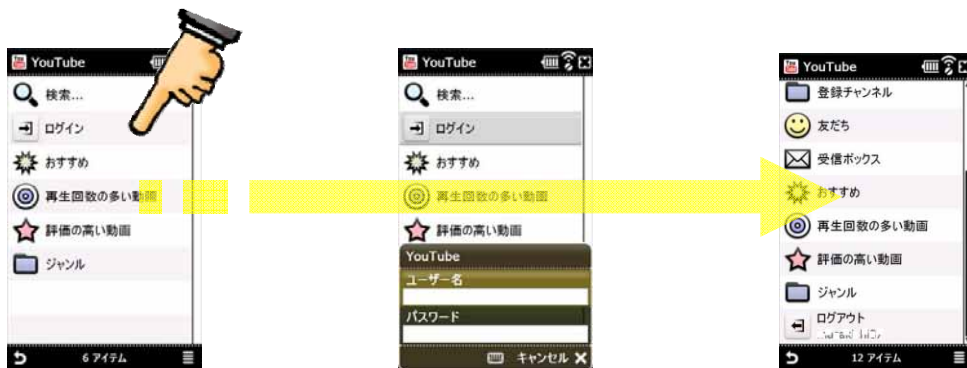 YouTube
検索...
ログイン
おすすめ
再生回数の多い動画
評価の高い動画
ジャンル
6 アイテム
YouTube
検索...
ログイン
おすすめ
再生回数の多い動画
評価の高い動画
YouTube
ユーザー名
パスワード
キャンセル
YouTube
登録チャンネル
友だち
受信ボックス
おすすめ
再生回数の多い動画
評価の高い動画
ジャンル
ログアウト
12 アイテム